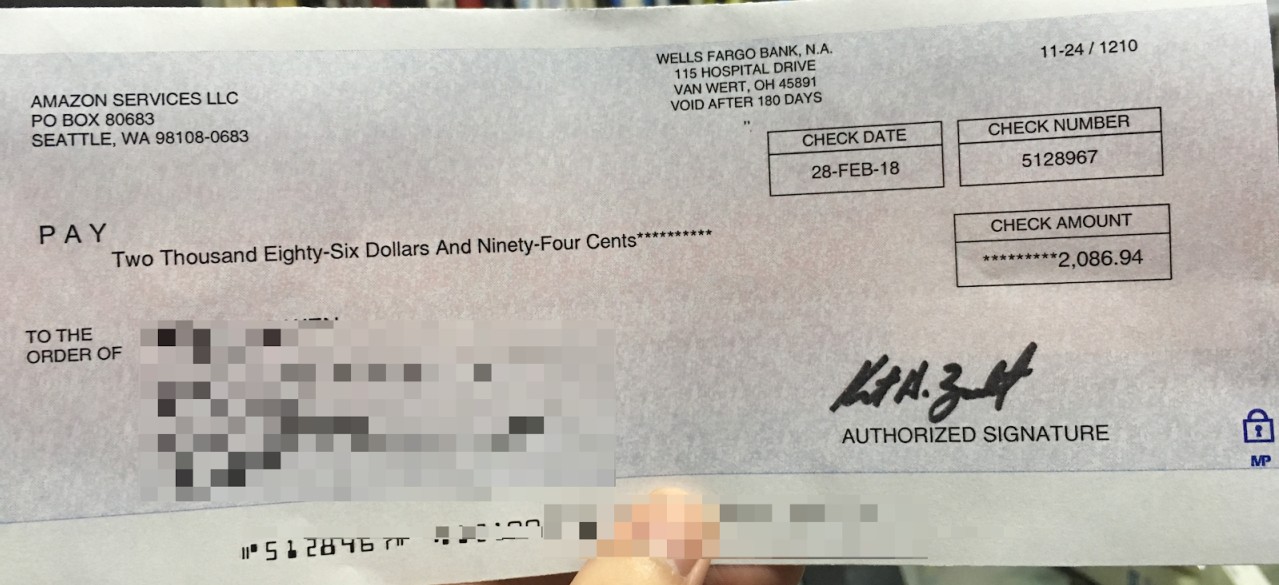 AMAZON SERVICES LLC
PO BOX 80683
SEATTLE, WA 98108-0683
WELLS FARGO BANK, N.A.
115 HOSPITAL DRIVE
VAN WERT, OH 45891
VOID AFTER 180 DAYS
11-24 / 1210
CHECK DATE
28-FEB-18
CHECK NUMBER
5128967
PAY
Two Thousand Eighty-Six Dollars And Ninety-Four Cents**********
CHECK AMOUNT
*********2,086.94
TO THE
ORDER OF
AUTHORIZED SIGNATURE
MP